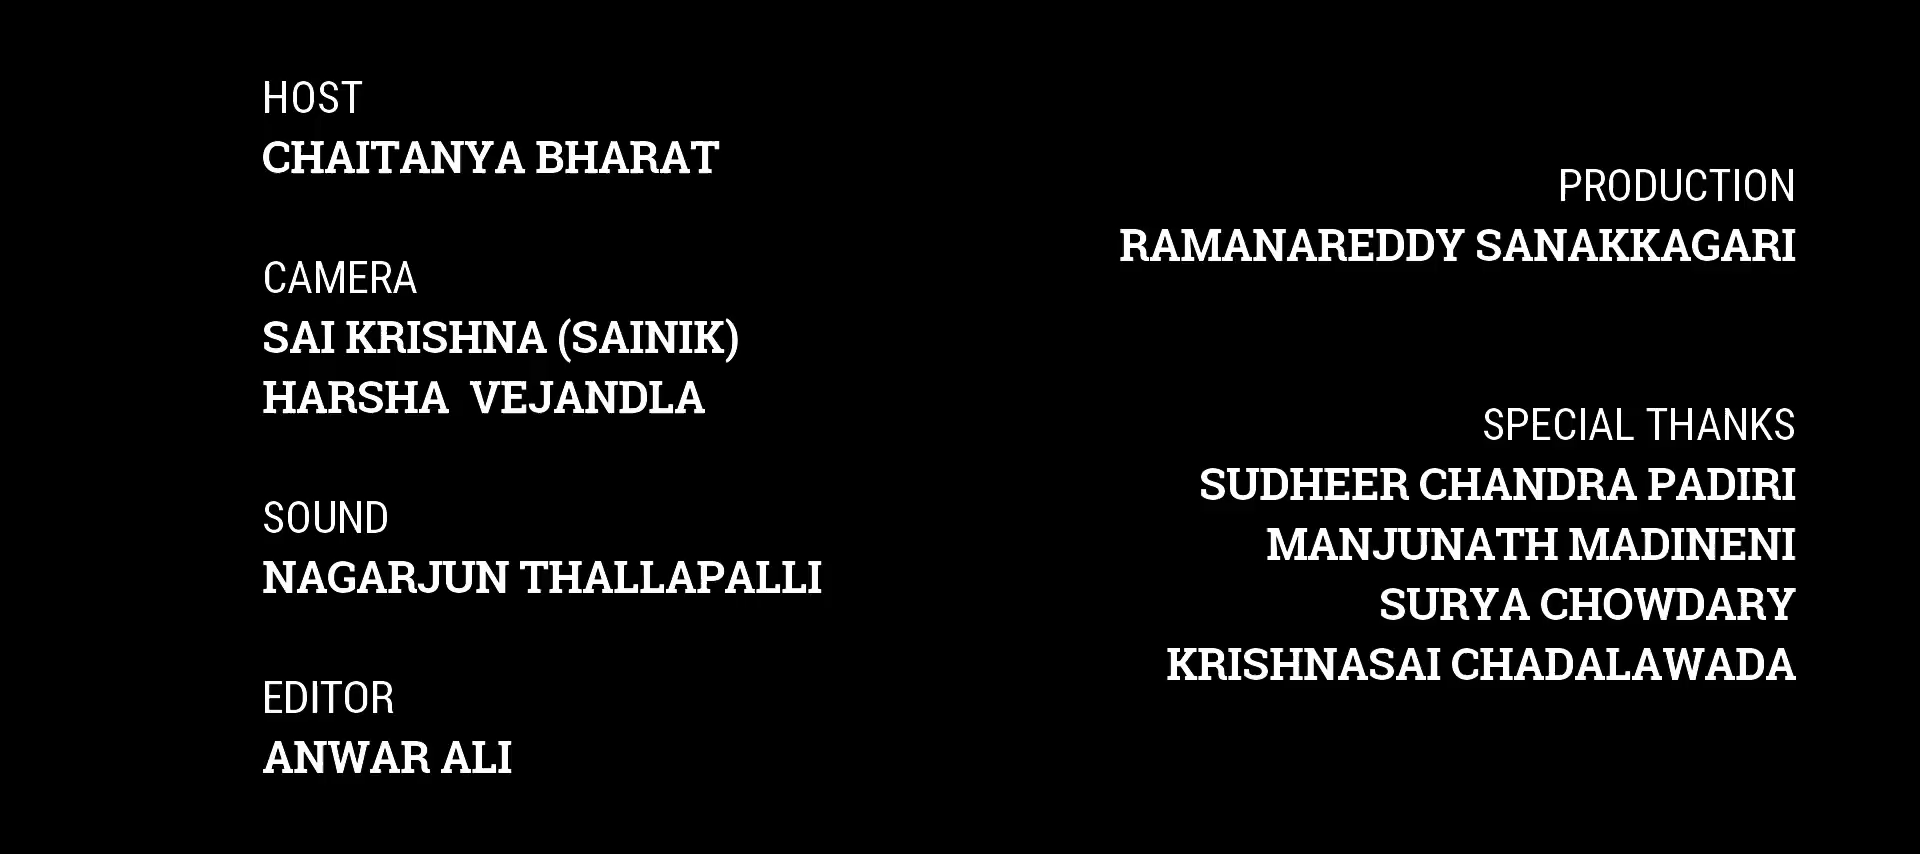 HOST
CHAITANYA BHARAT
CAMERA
SAI KRISHNA (SAINIK)
HARSHA  VEJANDLA
SOUND
NAGARJUN THALLAPALLI
EDITOR
ANWAR ALI
PRODUCTION
RAMANAREDDY SANAKKAGARI
SPECIAL THANKS
SUDHEER CHANDRA PADIRI
MANJUNATH MADINENI
SURYA CHOWDARY
KRISHNASAI CHADALAWADA